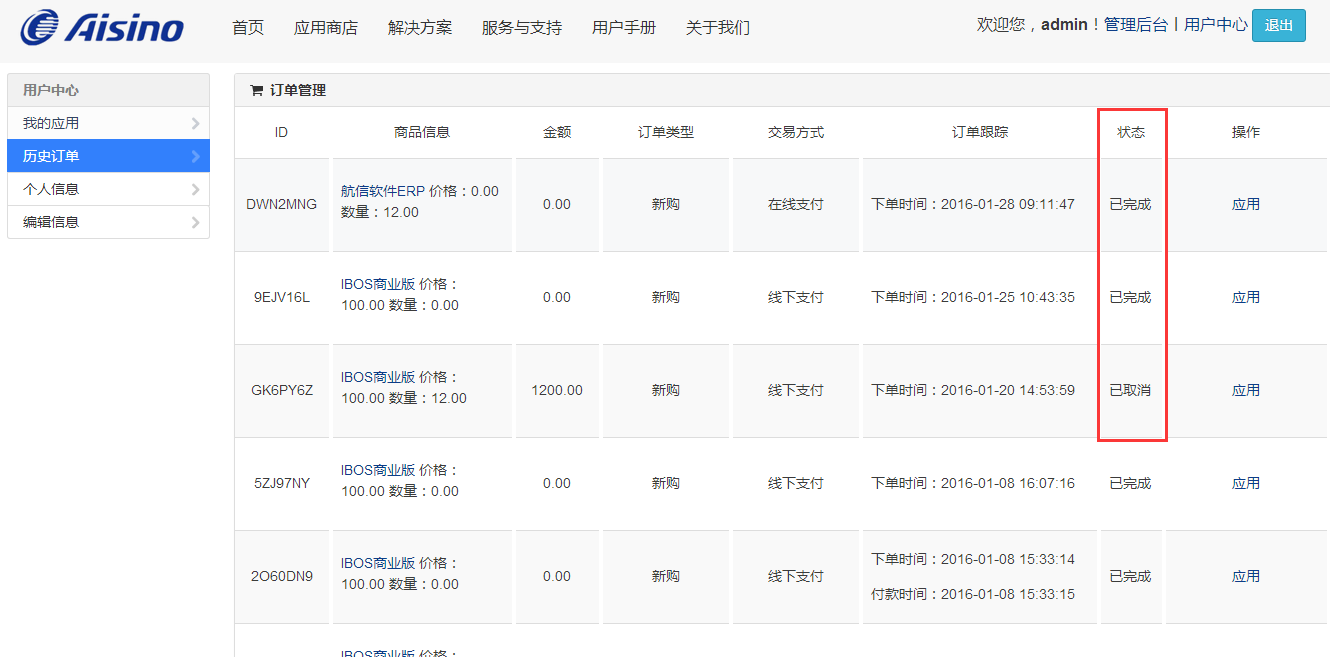 Aisino 首页 应用商店 解决方案 服务与支持 用户手册 关于我们 欢迎您，admin！管理后台丨用户中心 退出
用户中心
我的应用
历史订单
个人信息
编辑信息
订单管理
ID 商品信息 金额 订单类型 交易方式 订单跟踪 状态 操作
DWN2MNG 航信软件ERP 价格：0.00
数量：12.00 0.00 新购 在线支付 下单时间：2016-01-28 09:11:47 已完成 应用
9EJV16L IBOS商业版 价格：
100.00 数量：0.00 0.00 新购 线下支付 下单时间：2016-01-25 10:43:35 已完成 应用
GK6PY6Z IBOS商业版 价格：
100.00 数量：12.00 1200.00 新购 线下支付 下单时间：2016-01-20 14:53:59 已取消 应用
5ZJ97NY IBOS商业版 价格：
100.00 数量：0.00 0.00 新购 线下支付 下单时间：2016-01-08 16:07:16 已完成 应用
2O60DN9 IBOS商业版 价格：
100.00 数量：0.00 0.00 新购 线下支付 下单时间：2016-01-08 15:33:14
付款时间：2016-01-08 15:33:15 已完成 应用
IBOS商业版 价格：